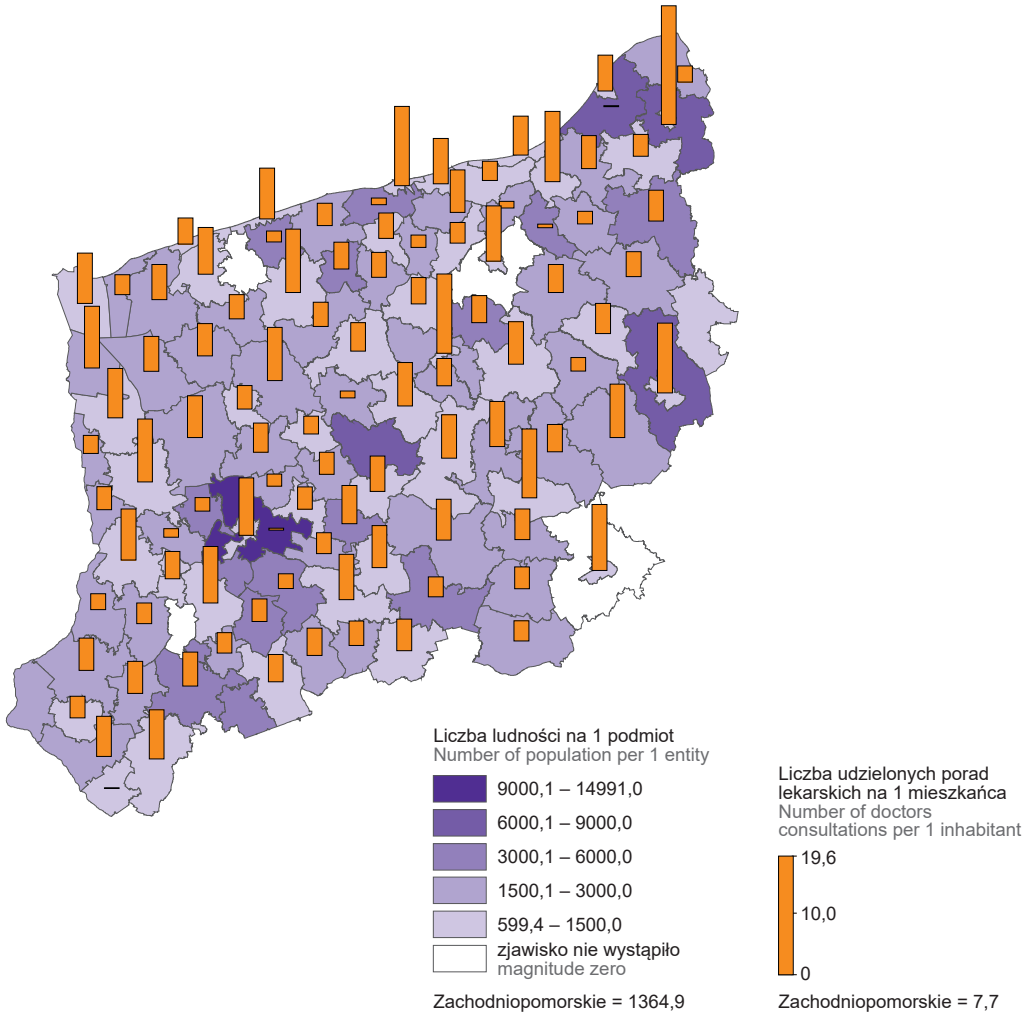 Liczba ludności na 1 podmiot
Number of population per 1 entity
9000,1 – 14991,0
6000,1 – 9000,0
3000,1 – 6000,0
1500,1 – 3000,0
599,4 – 1500,0
zjawisko nie wystąpiło
magnitude zero
Zachodniopomorskie = 1364,9
Liczba udzielonych porad
lekarskich na 1 mieszkańca
Number of doctors
consultations per 1 inhabitant
19,6
10,0
0
Zachodniopomorskie = 7,7